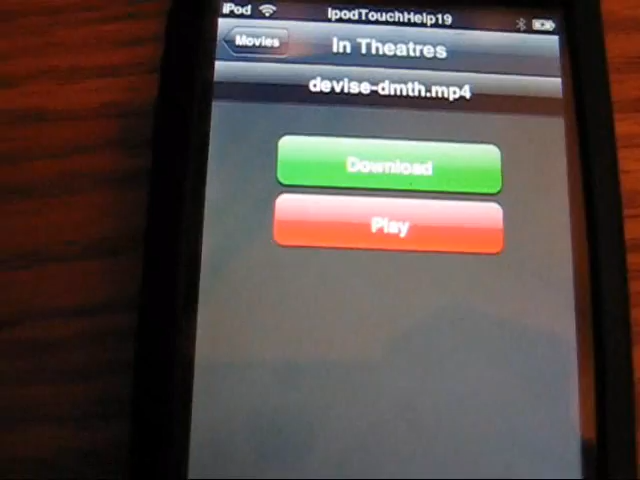 iPod IpodTouchHelp19
Movies In Theatres
devise-dmth.mp4
Download
Play